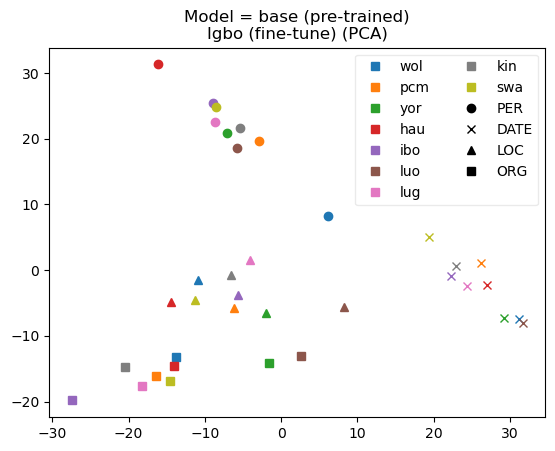 Model = base (pre-trained)
Igbo (fine-tune) (PCA)
wol
pcm
yor
hau
ibo
luo
lug
kin
swa
PER
DATE
LOC
ORG
30
20
10
0
−10
−20
−30
−20
−10
0
10
20
30